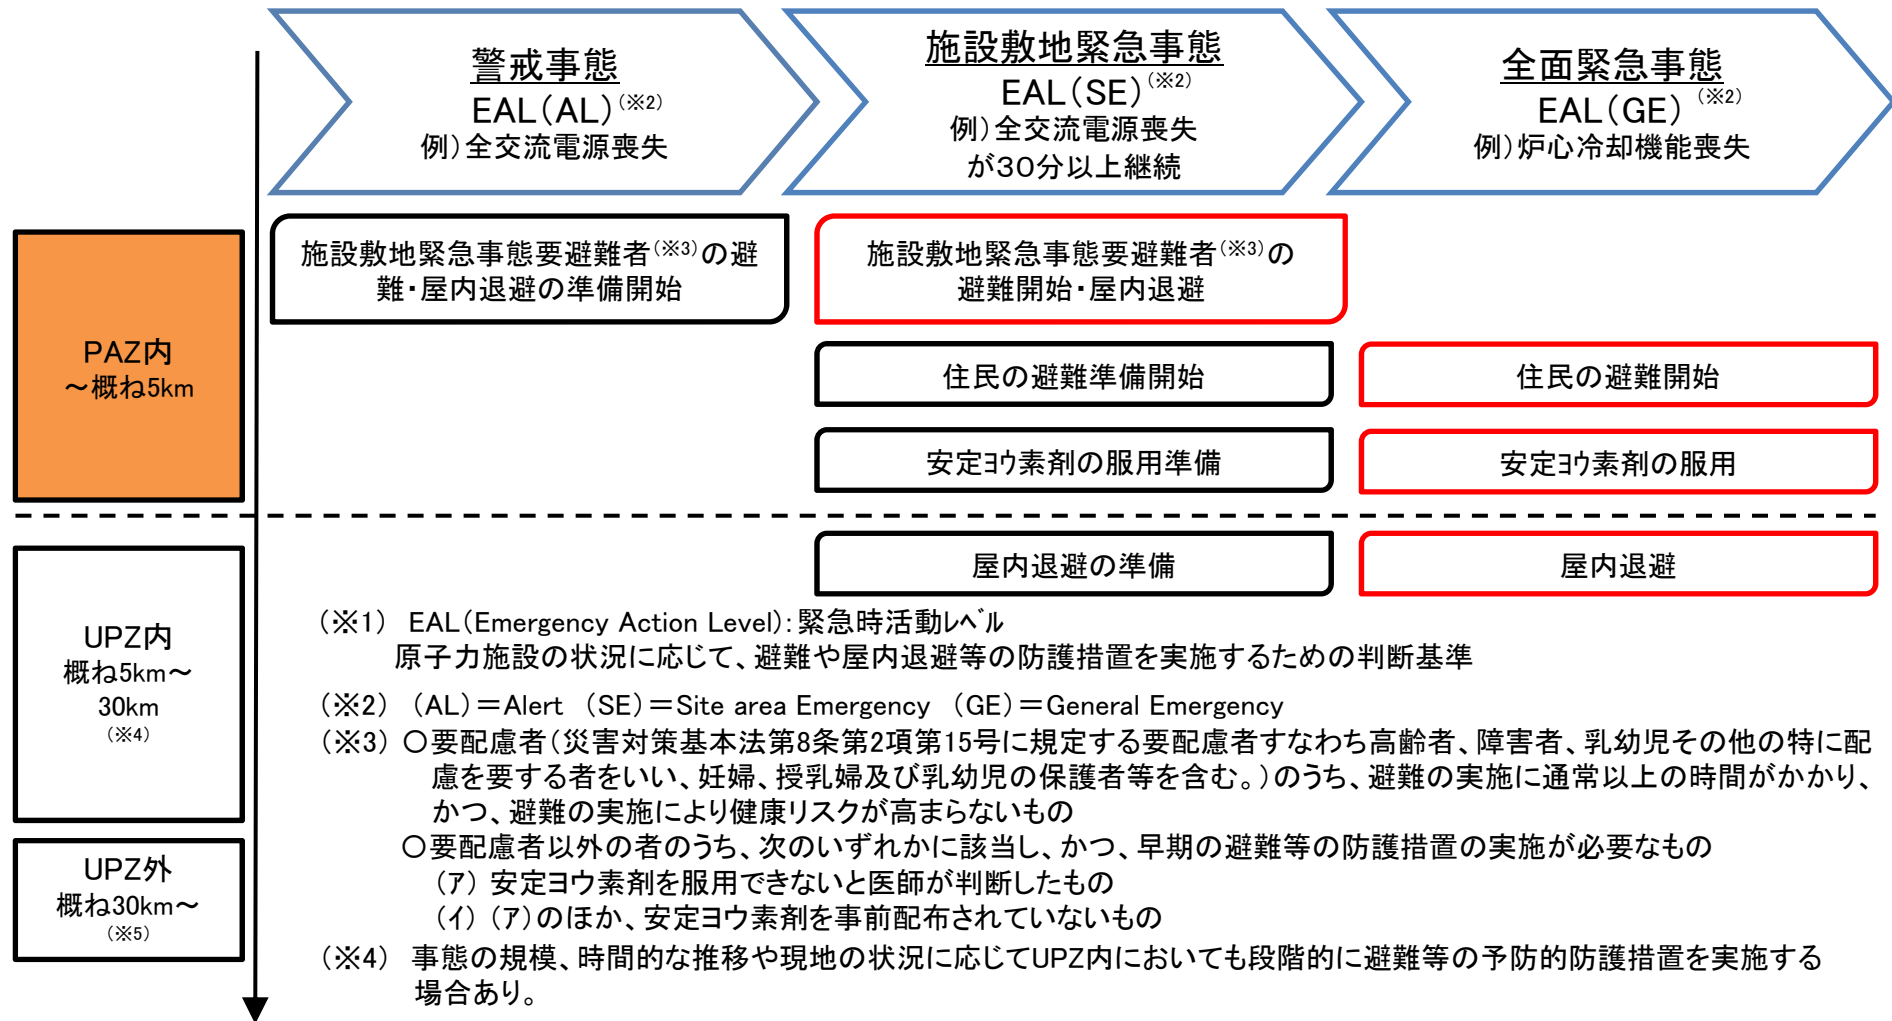 警戒事態
EAL(AL)(※2)
例)全交流電源喪失
施設敷地緊急事態
EAL(SE)(※2)
例)全交流電源喪失
が30分以上継続
全面緊急事態
EAL(GE)(※2)
例)炉心冷却機能喪失
PAZ内
～概ね5km
施設敷地緊急事態要避難者(※3)の避
難・屋内退避の準備開始
施設敷地緊急事態要避難者(※3)の
避難開始・屋内退避
住民の避難準備開始
住民の避難開始
安定ヨウ素剤の服用準備
安定ヨウ素剤の服用
UPZ内
概ね5km～
30km
(※4)
屋内退避の準備
屋内退避
UPZ外
概ね30km～
(※5)
(※1) EAL(Emergency Action Level):緊急時活動レベル
原子力施設の状況に応じて、避難や屋内退避等の防護措置を実施するための判断基準
(※2) (AL)=Alert (SE)=Site area Emergency (GE)=General Emergency
(※3) ○要配慮者(災害対策基本法第8条第2項第15号に規定する要配慮者すなわち高齢者、障害者、乳幼児その他の特に配
慮を要する者をいい、妊婦、授乳婦及び乳幼児の保護者等を含む。)のうち、避難の実施に通常以上の時間がかかり、
かつ、避難の実施により健康リスクが高まらないもの
○要配慮者以外の者のうち、次のいずれかに該当し、かつ、早期の避難等の防護措置の実施が必要なもの
(ア) 安定ヨウ素剤を服用できないと医師が判断したもの
(イ) (ア)のほか、安定ヨウ素剤を事前配布されていないもの
(※4) 事態の規模、時間的な推移や現地の状況に応じてUPZ内においても段階的に避難等の予防的防護措置を実施する
場合あり。